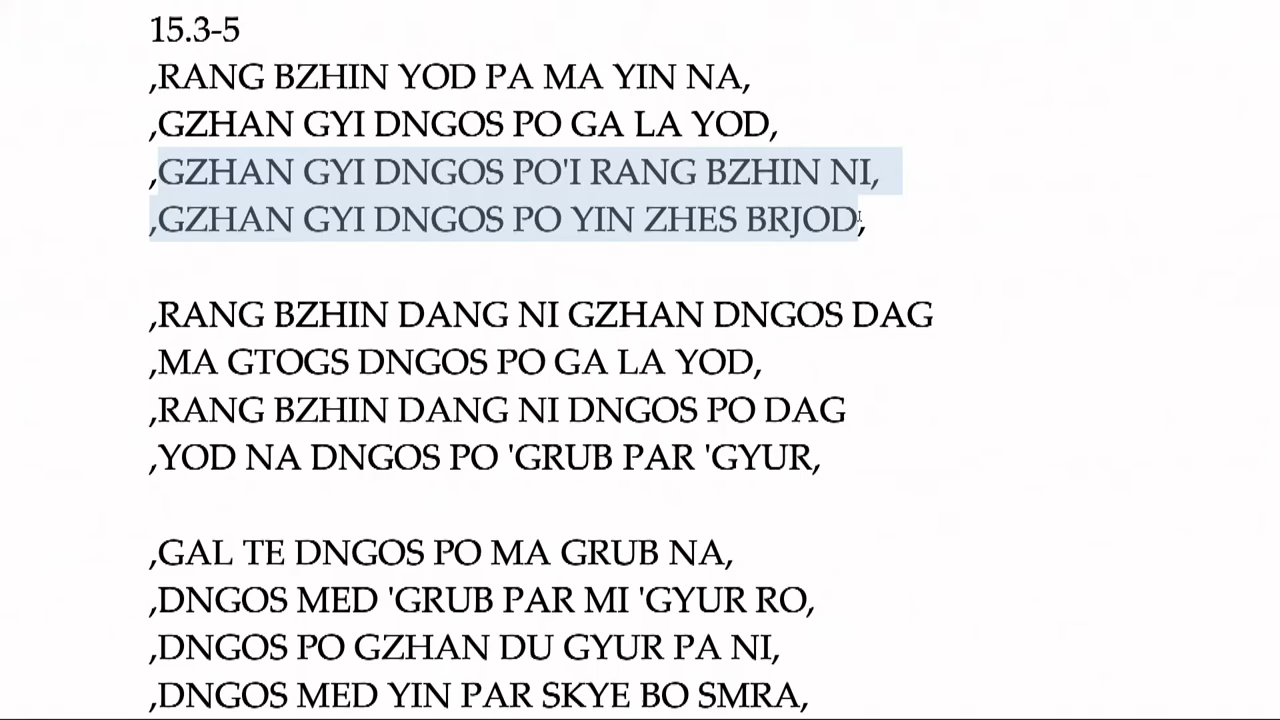 15.3-5
,RANG BZHIN YOD PA MA YIN NA,
,GZHAN GYI DNGOS PO GA LA YOD,
,GZHAN GYI DNGOS PO'I RANG BZHIN NI,
,GZHAN GYI DNGOS PO YIN ZHES BRJOD,
,RANG BZHIN DANG NI GZHAN DNGOS DAG
,MA GTOGS DNGOS PO GA LA YOD,
,RANG BZHIN DANG NI DNGOS PO DAG
,YOD NA DNGOS PO 'GRUB PAR 'GYUR,
,GAL TE DNGOS PO MA GRUB NA,
,DNGOS MED 'GRUB PAR MI 'GYUR RO,
,DNGOS PO GZHAN DU GYUR PA NI,
,DNGOS MED YIN PAR SKYE BO SMRA,